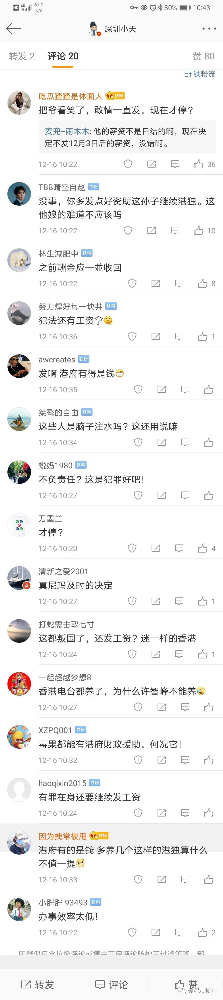 HD 4G 67.2 K/s 80% 10:43
深圳小天
转发 2 评论 20 赞 80
铁粉流
吃瓜猹猹是体面人 铁粉
把爷看笑了，敢情一直发，现在才停？
麦兜--雨木木: 他的薪资不是日结的啊，现在决
定不发12月3日后的薪资，没错啊。
12-16 10:22 36
TBB晴空自赵 铁粉
没事，你多发点好资助这孙子继续港独。这
他娘的难道不应该吗
12-16 10:22 10
林生減肥中 铁粉
之前酬金应一並收回
12-16 10:22 8
努力焊好每一块井 铁粉
犯法还有工资拿🤔
12-16 10:36 1
awcreates 铁粉
发啊 港府有得是钱😁
12-16 10:35
桀骜的自由 铁粉
这些人是脑子注水吗？这还用说嘛
12-16 10:34
蜕妈1980 铁粉
不负责任？这是犯罪好吧！
12-16 10:27
刀墨兰
才停？
12-16 10:20 4
清新之爱2001
真尼玛及时的决定
12-16 10:27 1
打蛇需击取七寸
这都叛国了，还发工资？迷一样的香港
12-16 10:24 1
一起超越梦想8
香港电台都养了，为什么许智峰不能养🤣
12-16 10:27
XZPQ001 铁粉
毒果都能有港府财政援助，何况它！
12-16 10:32
haoqixin2015 铁粉
有罪在身还要继续发工资
12-16 10:24
因为拽常被甩 铁粉
港府有的是钱 多养几个这样的港独算什么
不值一提
12-16 10:33
小胖胖-93493 铁粉
办事效率太低！
12-16 10:22 2
因疑似包含垃圾评论或博主开启评论防护等过滤策略，部
转发 评论 赞
有理儿有面